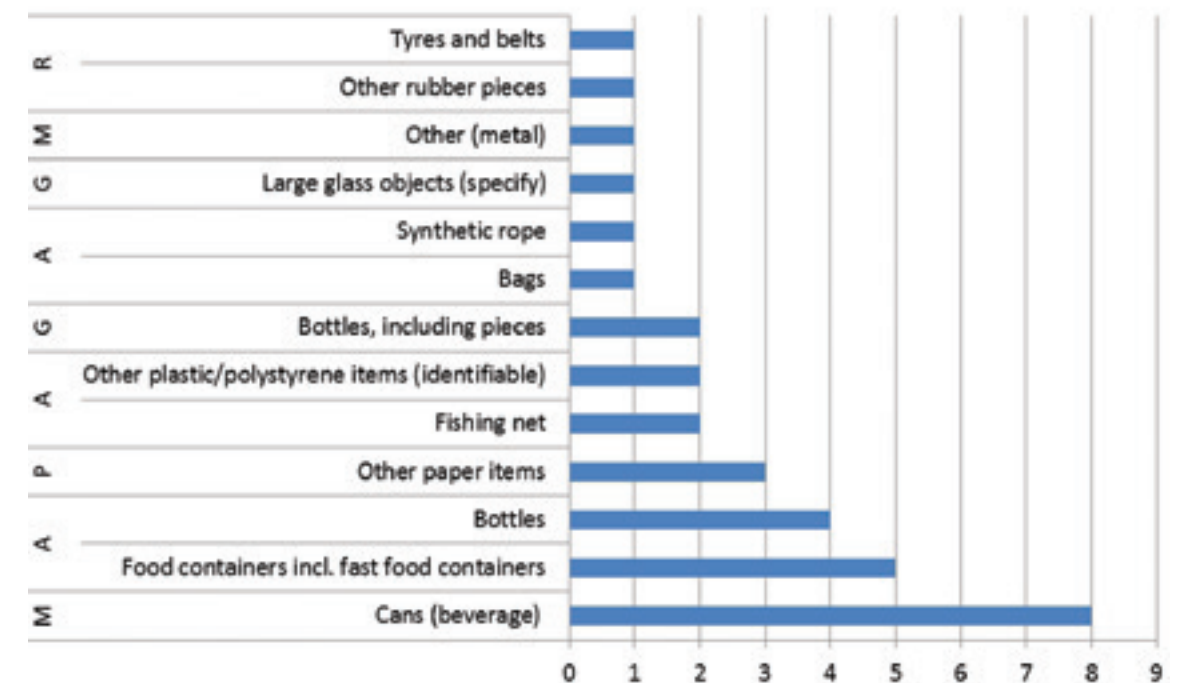 R
Tyres and belts
Other rubber pieces
M
Other (metal)
G
Large glass objects (specify)
A
Synthetic rope
Bags
G
Bottles, including pieces
A
Other plastic/polystyrene items (identifiable)
Fishing net
P
Other paper items
A
Bottles
Food containers incl. fast food containers
M
Cans (beverage)
0 1 2 3 4 5 6 7 8 9